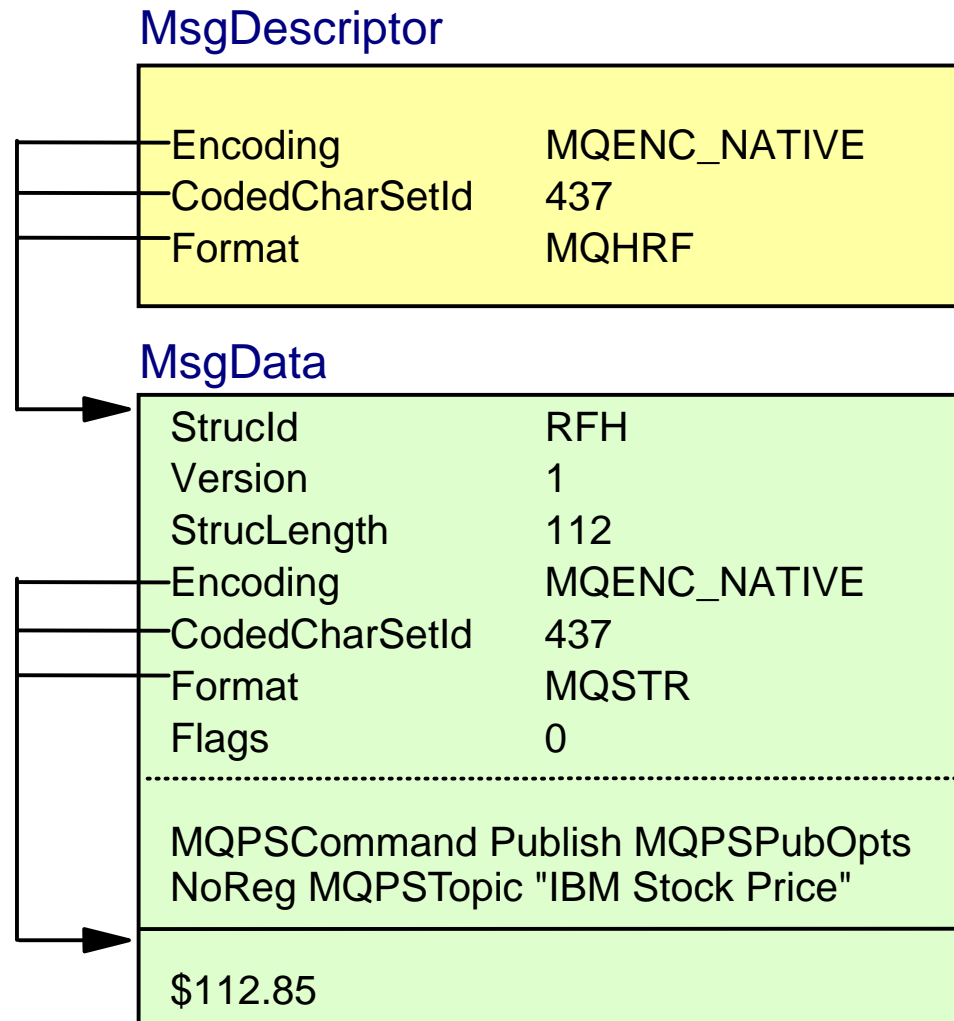 MsgDescriptor
Encoding MQENC_NATIVE
CodedCharSetId 437
Format MQHRF
MsgData
StrucId RFH
Version 1
StrucLength 112
Encoding MQENC_NATIVE
CodedCharSetId 437
Format MQSTR
Flags 0
MQPSCommand Publish MQPSPubOpts
NoReg MQPSTopic "IBM Stock Price"
$112.85